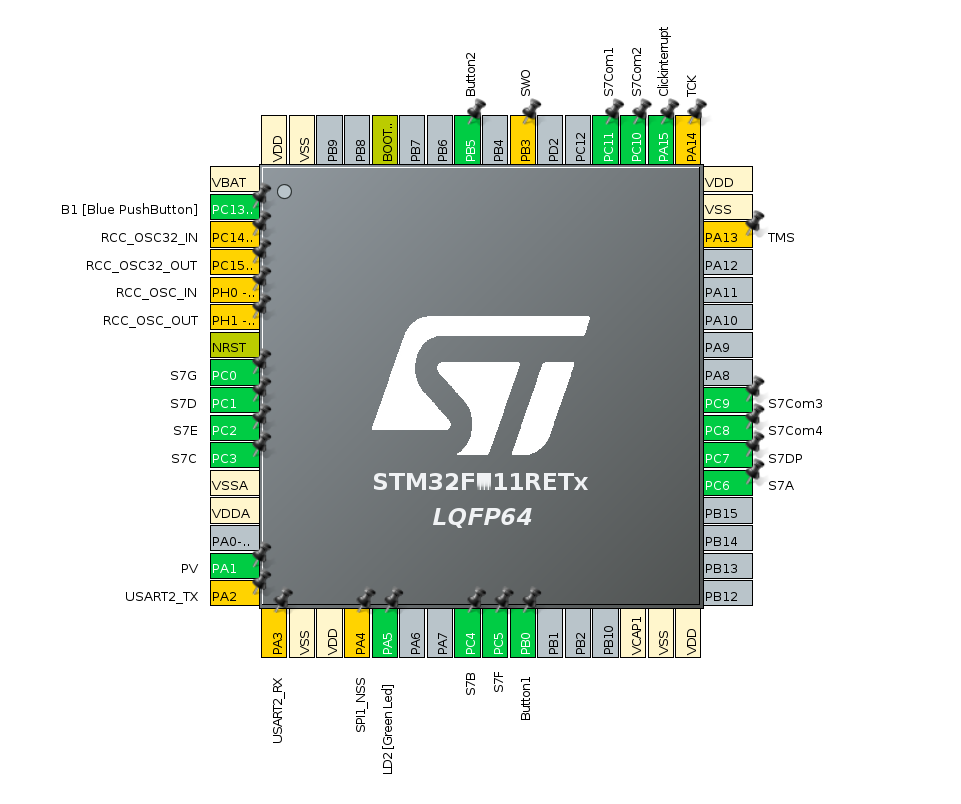 Button2
SWO
S7Com1
S7Com2
Clickinterrupt
TCK
VDD
VSS
PB9
PB8
BOOT..
PB7
PB6
PB5
PB4
PB3
PD2
PC12
PC11
PC10
PA15
PA14
VBAT
B1 [Blue PushButton] PC13..
RCC_OSC32_IN PC14..
RCC_OSC32_OUT PC15..
RCC_OSC_IN PH0 -..
RCC_OSC_OUT PH1 -..
NRST
S7G PC0
S7D PC1
S7E PC2
S7C PC3
VSSA
VDDA
PA0-..
PV PA1
USART2_TX PA2
ST
LQFP64
VDD
VSS
PA13 TMS
PA12
PA11
PA10
PA9
PA8
PC9 S7Com3
PC8 S7Com4
PC7 S7DP
PC6 S7A
PB15
PB14
PB13
PB12
PA3
VSS
VDD
PA4
PA5
PA6
PA7
PC4
PC5
PB0
PB1
PB2
PB10
VCAP1
VSS
VDD
USART2_RX
SPI1_NSS
LD2 [Green Led]
S7B
S7F
Button1